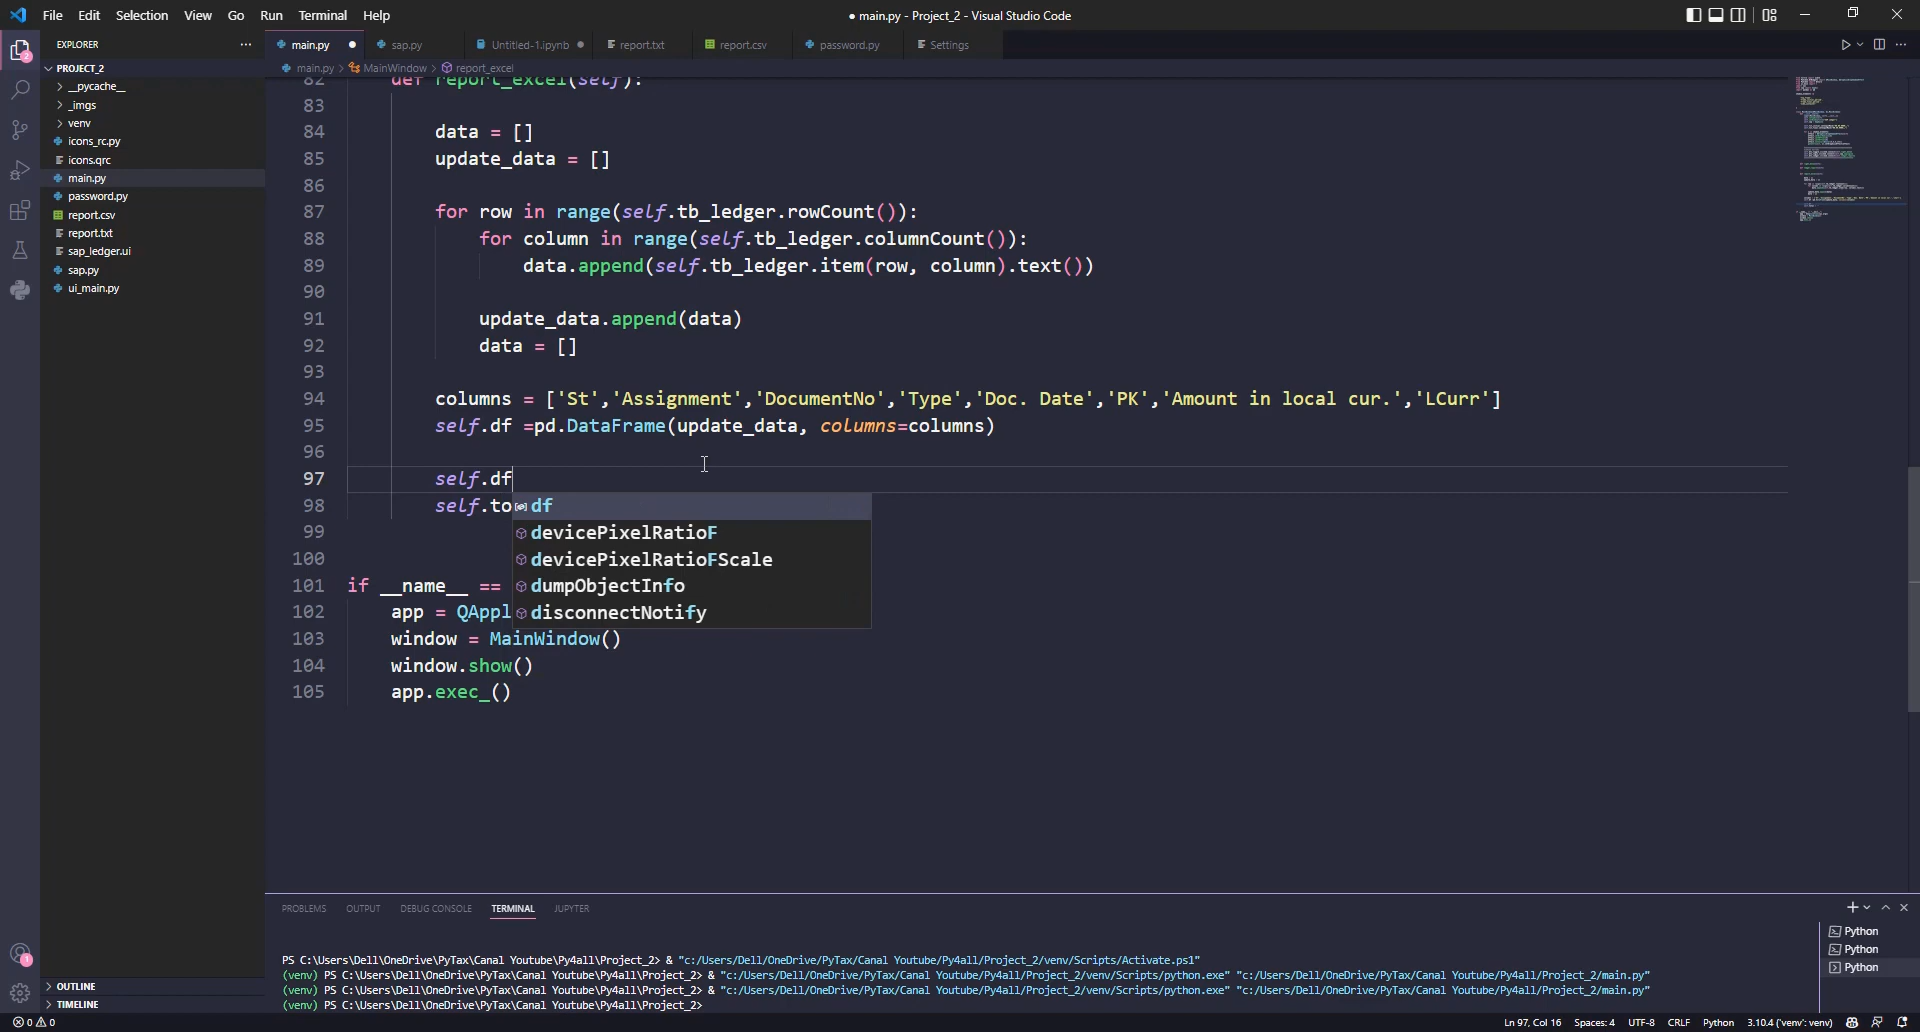 File Edit Selection View Go Run Terminal Help
● main.py - Project_2 - Visual Studio Code
EXPLORER
main.py
sap.py
Untitled-1.ipynb
report.txt
report.csv
password.py
Settings
PROJECT_2
__pycache__
_imgs
venv
icons_rc.py
icons.qrc
main.py
password.py
report.csv
report.txt
sap_ledger.ui
sap.py
ui_main.py
OUTLINE
TIMELINE
main.py > MainWindow > report_excel
82 def report_excel(self):
83
84 data = []
85 update_data = []
86
87 for row in range(self.tb_ledger.rowCount()):
88 for column in range(self.tb_ledger.columnCount()):
89 data.append(self.tb_ledger.item(row, column).text())
90
91 update_data.append(data)
92 data = []
93
94 columns = ['St','Assignment','DocumentNo','Type','Doc. Date','PK','Amount in local cur.','LCurr']
95 self.df =pd.DataFrame(update_data, columns=columns)
96
97 self.df
98 self.to
df
devicePixelRatioF
devicePixelRatioFScale
dumpObjectInfo
disconnectNotify
99
100
101 if __name__ ==
102 app = QAppl
103 window = MainWindow()
104 window.show()
105 app.exec_()
PROBLEMS OUTPUT DEBUG CONSOLE TERMINAL JUPYTER
PS C:\Users\Dell\OneDrive\PyTax\Canal Youtube\Py4all\Project_2> & "c:/Users/Dell/OneDrive/PyTax/Canal Youtube/Py4all/Project_2/venv/Scripts/Activate.ps1"
(venv) PS C:\Users\Dell\OneDrive\PyTax\Canal Youtube\Py4all\Project_2> & "c:/Users/Dell/OneDrive/PyTax/Canal Youtube/Py4all/Project_2/venv/Scripts/python.exe" "c:/Users/Dell/OneDrive/PyTax/Canal Youtube/Py4all/Project_2/main.py"
(venv) PS C:\Users\Dell\OneDrive\PyTax\Canal Youtube\Py4all\Project_2> & "c:/Users/Dell/OneDrive/PyTax/Canal Youtube/Py4all/Project_2/venv/Scripts/python.exe" "c:/Users/Dell/OneDrive/PyTax/Canal Youtube/Py4all/Project_2/main.py"
(venv) PS C:\Users\Dell\OneDrive\PyTax\Canal Youtube\Py4all\Project_2>
Python
Python
Python
0 0
Ln 97, Col 16 Spaces: 4 UTF-8 CRLF Python 3.10.4 ('venv': venv)